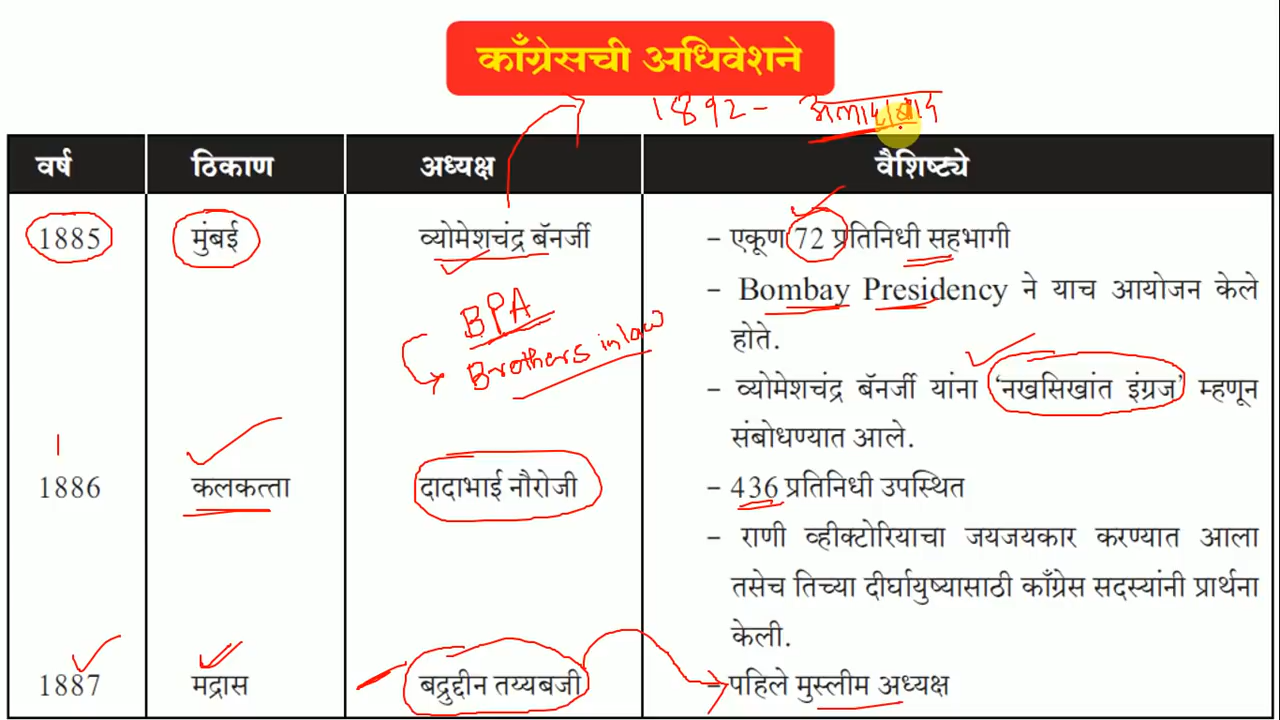 काँग्रेसची अधिवेशने
1892 - अलाहाबाद
वर्ष ठिकाण अध्यक्ष वैशिष्ट्ये
1885 मुंबई व्योमेशचंद्र बॅनर्जी – एकूण 72 प्रतिनिधी सहभागी
– Bombay Presidency ने याच आयोजन केले
होते.
BPA
Brothers in law
– व्योमेशचंद्र बॅनर्जी यांना 'नखसिखांत इंग्रज' म्हणून
संबोधण्यात आले.
1886 कलकत्ता दादाभाई नौरोजी – 436 प्रतिनिधी उपस्थित
– राणी व्हीक्टोरियाचा जयजयकार करण्यात आला
तसेच तिच्या दीर्घायुष्यासाठी काँग्रेस सदस्यांनी प्रार्थना
केली.
1887 मद्रास बद्रुद्दीन तय्यबजी – पहिले मुस्लीम अध्यक्ष